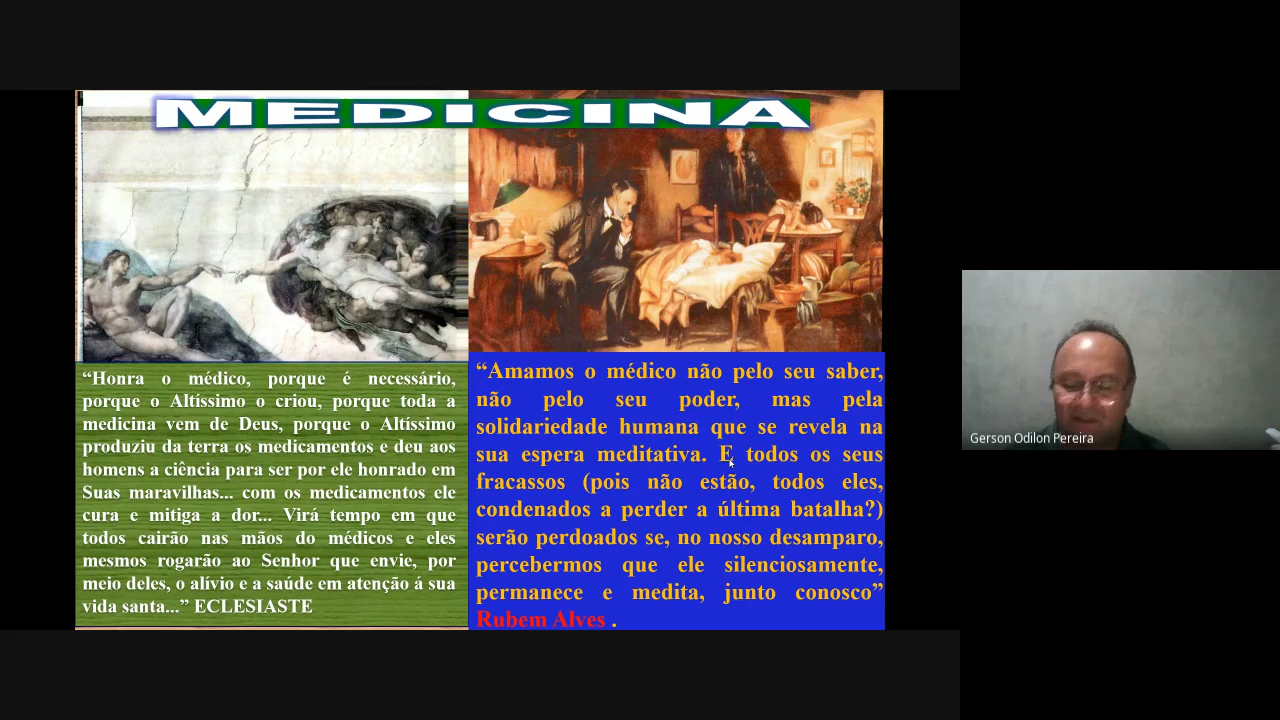 MEDICINA
“Honra o médico, porque é necessário,
porque o Altíssimo o criou, porque toda a
medicina vem de Deus, porque o Altíssimo
produziu da terra os medicamentos e deu aos
homens a ciência para ser por ele honrado em
Suas maravilhas... com os medicamentos ele
cura e mitiga a dor... Virá tempo em que
todos cairão nas mãos do médicos e eles
mesmos rogarão ao Senhor que envie, por
meio deles, o alívio e a saúde em atenção á sua
vida santa...” ECLESIASTE
“Amamos o médico não pelo seu saber,
não pelo seu poder, mas pela
solidariedade humana que se revela na
sua espera meditativa. E todos os seus
fracassos (pois não estão, todos eles,
condenados a perder a última batalha?)
serão perdoados se, no nosso desamparo,
percebermos que ele silenciosamente,
permanece e medita, junto conosco”
Rubem Alves .
Gerson Odilon Pereira